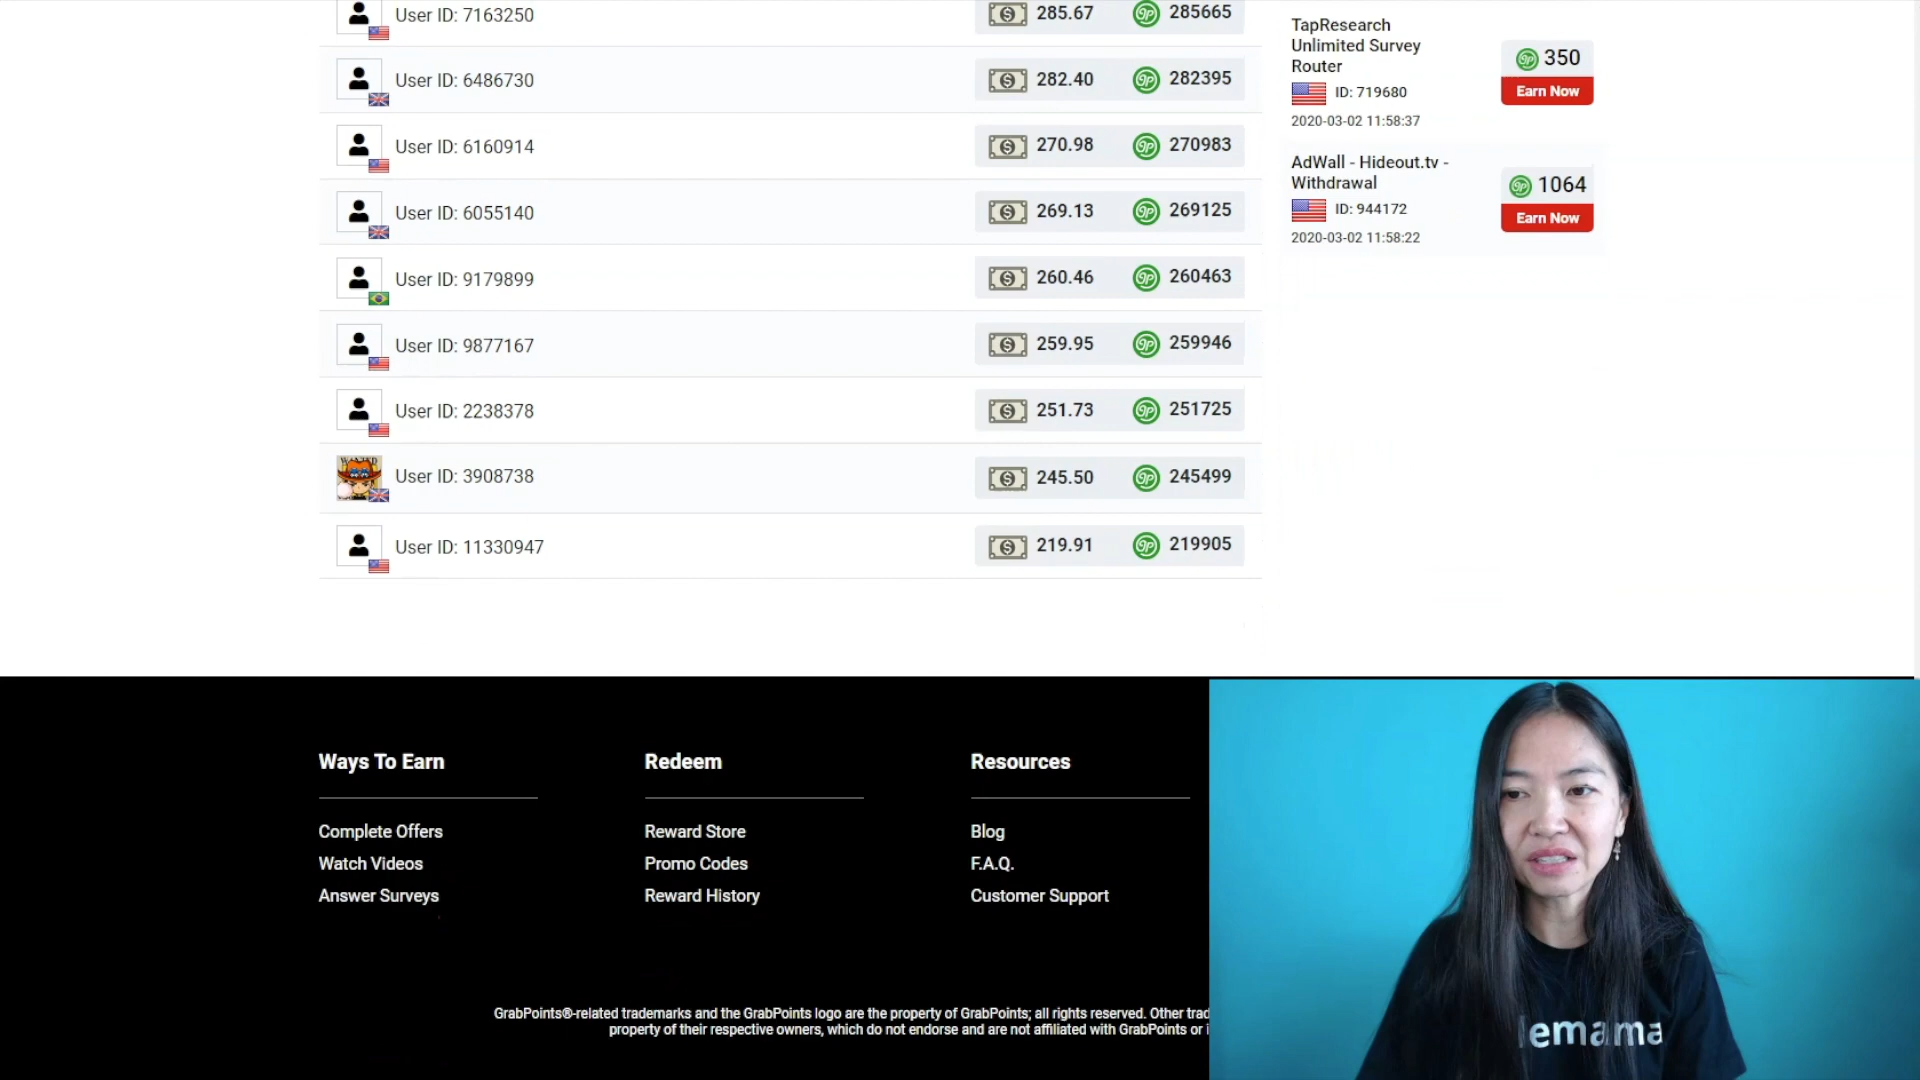 User ID: 7163250
285.67
285665
User ID: 6486730
282.40
282395
User ID: 6160914
270.98
270983
User ID: 6055140
269.13
269125
User ID: 9179899
260.46
260463
User ID: 9877167
259.95
259946
User ID: 2238378
251.73
251725
User ID: 3908738
245.50
245499
User ID: 11330947
219.91
219905
TapResearch
Unlimited Survey
Router
ID: 719680
2020-03-02 11:58:37
350
Earn Now
AdWall - Hideout.tv -
Withdrawal
ID: 944172
2020-03-02 11:58:22
1064
Earn Now
Ways To Earn
Complete Offers
Watch Videos
Answer Surveys
Redeem
Reward Store
Promo Codes
Reward History
Resources
Blog
F.A.Q.
Customer Support
GrabPoints®-related trademarks and the GrabPoints logo are the property of GrabPoints; all rights reserved. Other trad
property of their respective owners, which do not endorse and are not affiliated with GrabPoints or
lemama